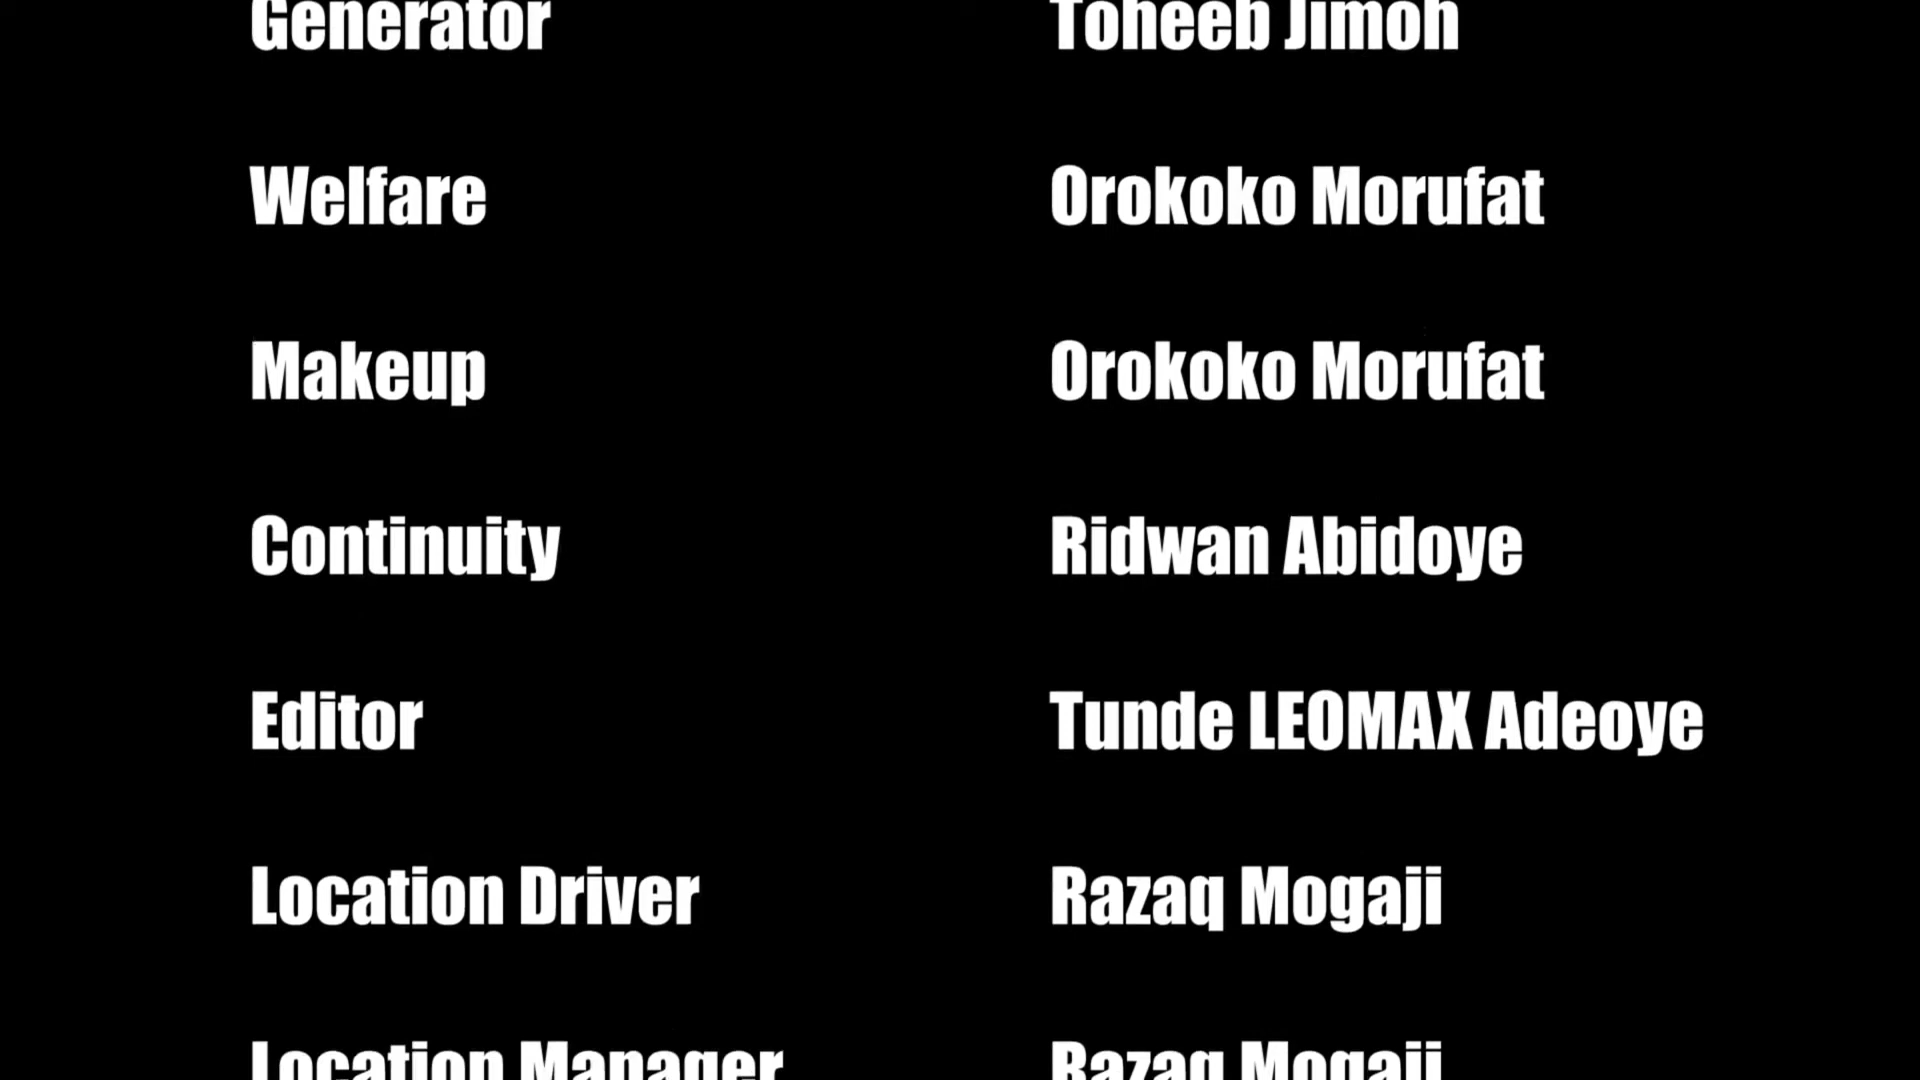 Generator Toheeb Jimoh
Welfare Orokoko Morufat
Makeup Orokoko Morufat
Continuity Ridwan Abidoye
Editor Tunde LEOMAX Adeoye
Location Driver Razaq Mogaji
Location Manager Razaq Mogaji